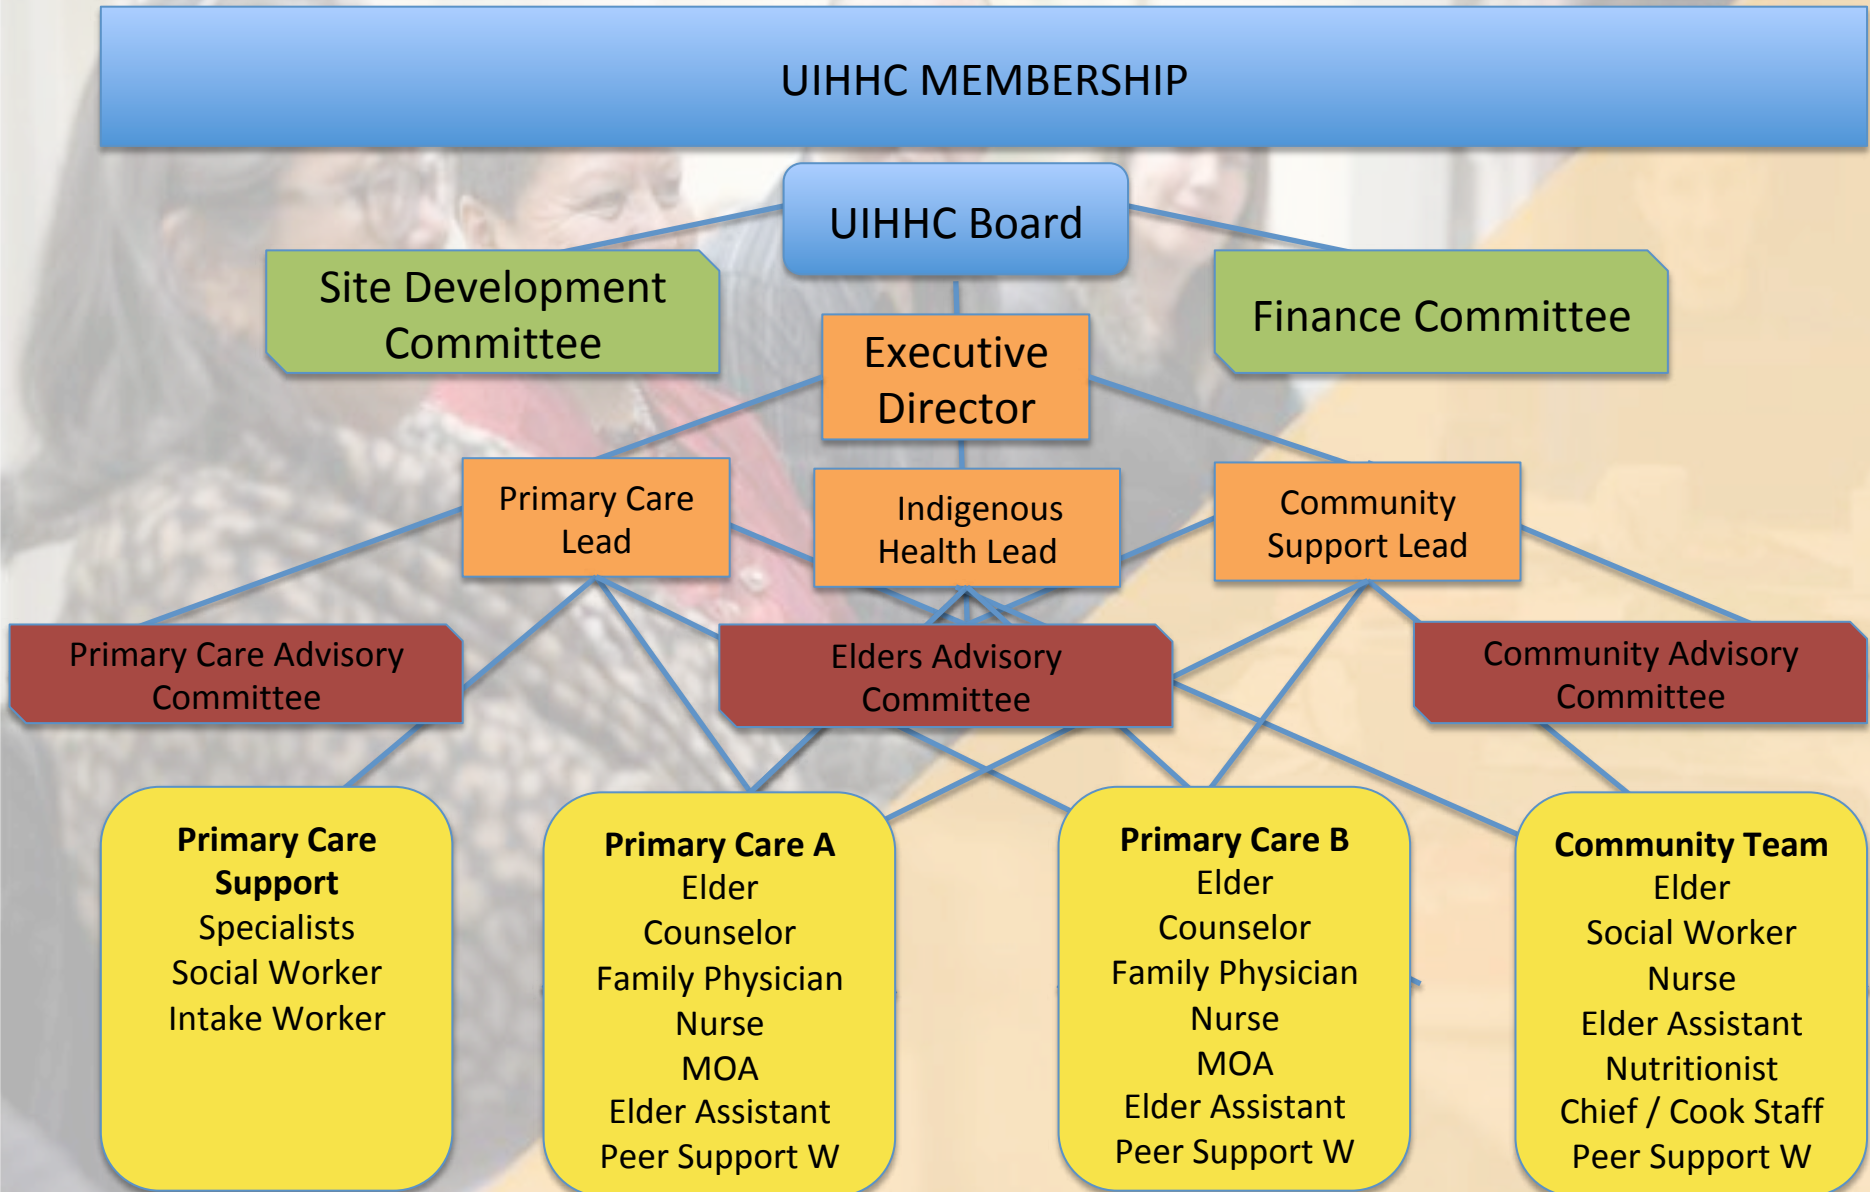 UIHHC MEMBERSHIP
UIHHC Board
Site Development
Committee
Finance Committee
Executive
Director
Primary Care
Lead
Indigenous
Health Lead
Community
Support Lead
Primary Care Advisory
Committee
Elders Advisory
Committee
Community Advisory
Committee
Primary Care
Support
Specialists
Social Worker
Intake Worker
Primary Care A
Elder
Counselor
Family Physician
Nurse
MOA
Elder Assistant
Peer Support W
Primary Care B
Elder
Counselor
Family Physician
Nurse
MOA
Elder Assistant
Peer Support W
Community Team
Elder
Social Worker
Nurse
Elder Assistant
Nutritionist
Chief / Cook Staff
Peer Support W